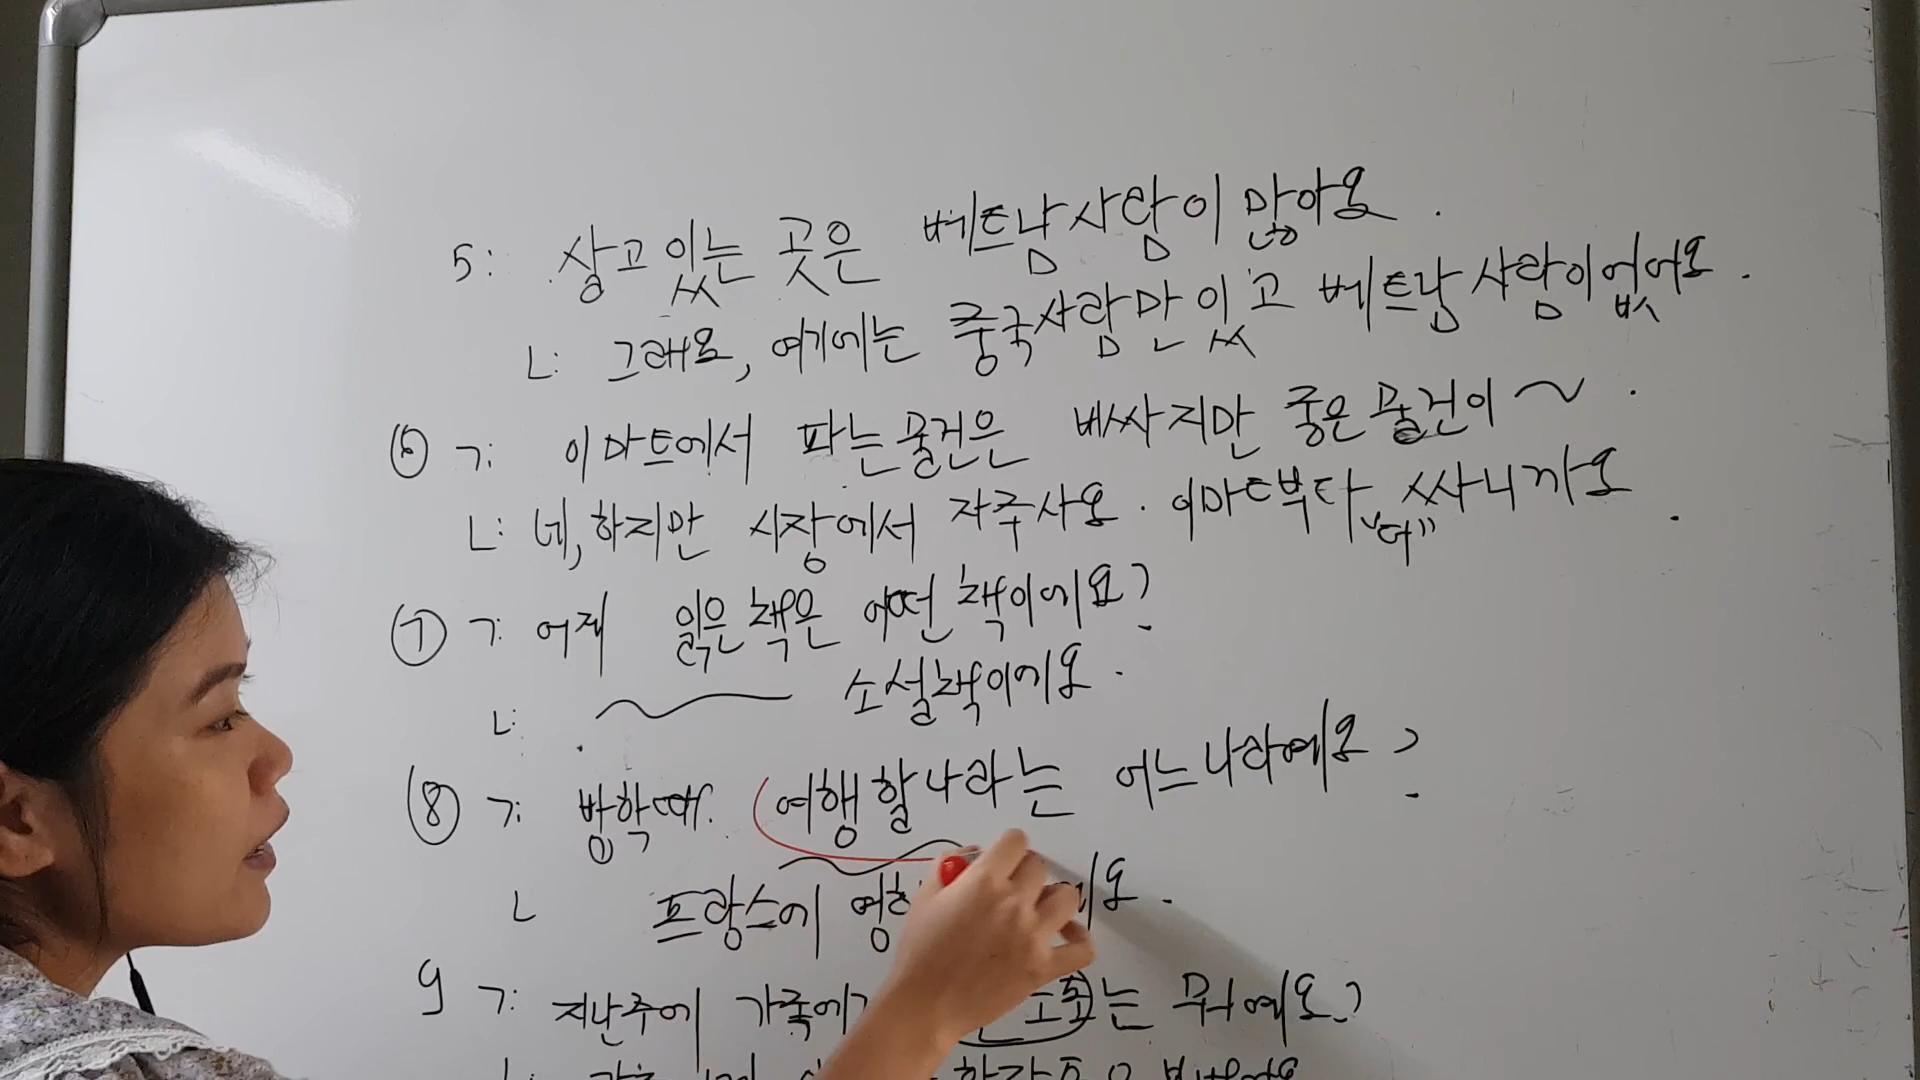 5: 살고 있는 곳은 베트남사람이 많아요.
ㄴ: 그래요, 여기에는 중국사람만 있고 베트남 사람이 없어요.
⑥ ㄱ: 이마트에서 파는 물건은 비싸지만 좋은 물건이 ~.
ㄴ: 네, 하지만 시장에서 자주 사요. 이마트부타 "더" 싸니까요.
⑦ ㄱ: 어제 읽은 책은 어떤 책이에요?
ㄴ: ~ 소설책이에요.
⑧ ㄱ: 방학때 여행할 나라는 어느 나라예요?
ㄴ 프랑스에
9 ㄱ: 지난주에 가족에게 는 뭐예요?